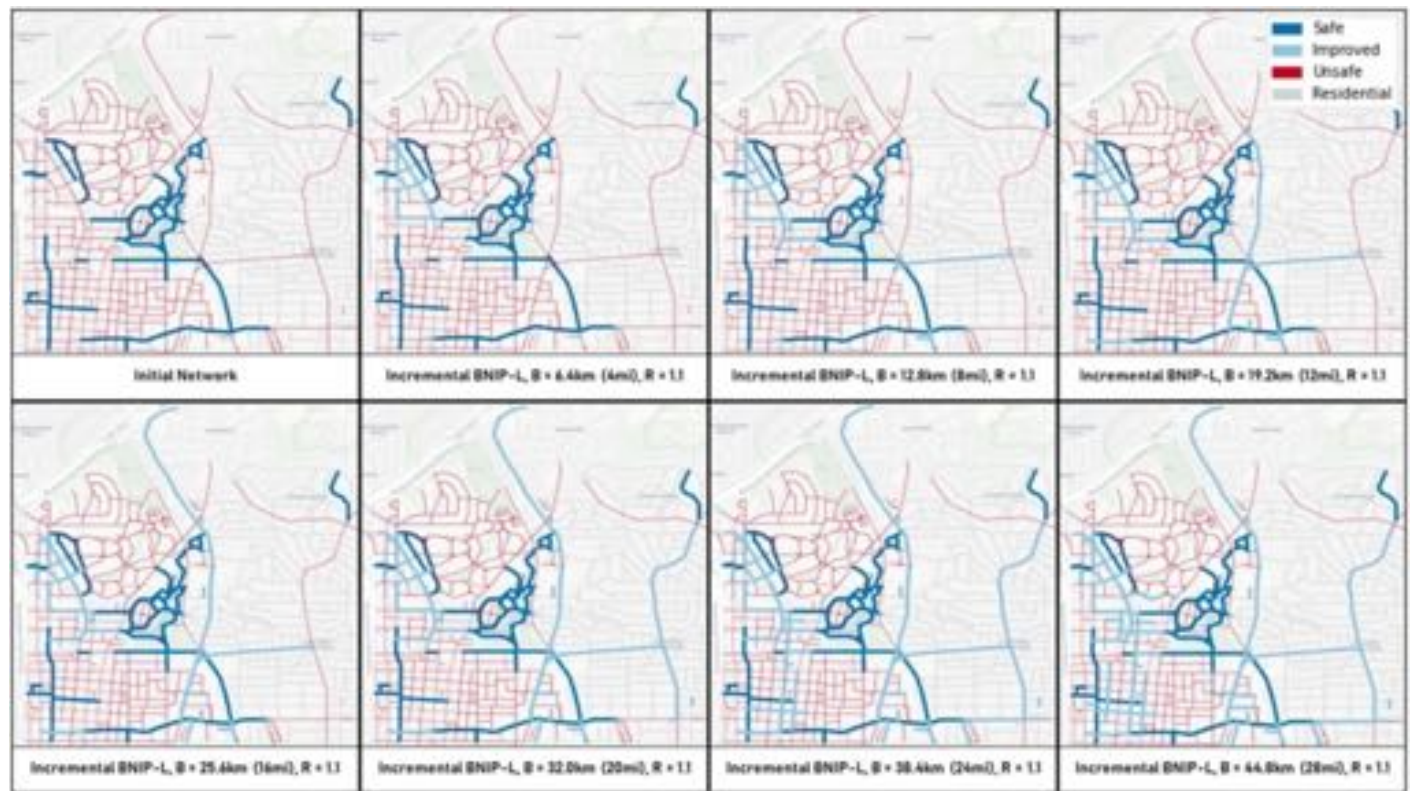 Safe
Improved
Unsafe
Residential
Initial Network
Incremental BNIP-L, B = 6.4km (4mi), R = 1.1
Incremental BNIP-L, B = 12.8km (8mi), R = 1.1
Incremental BNIP-L, B = 19.2km (12mi), R = 1.1
Incremental BNIP-L, B = 25.6km (16mi), R = 1.1
Incremental BNIP-L, B = 32.0km (20mi), R = 1.1
Incremental BNIP-L, B = 38.4km (24mi), R = 1.1
Incremental BNIP-L, B = 44.8km (28mi), R = 1.1